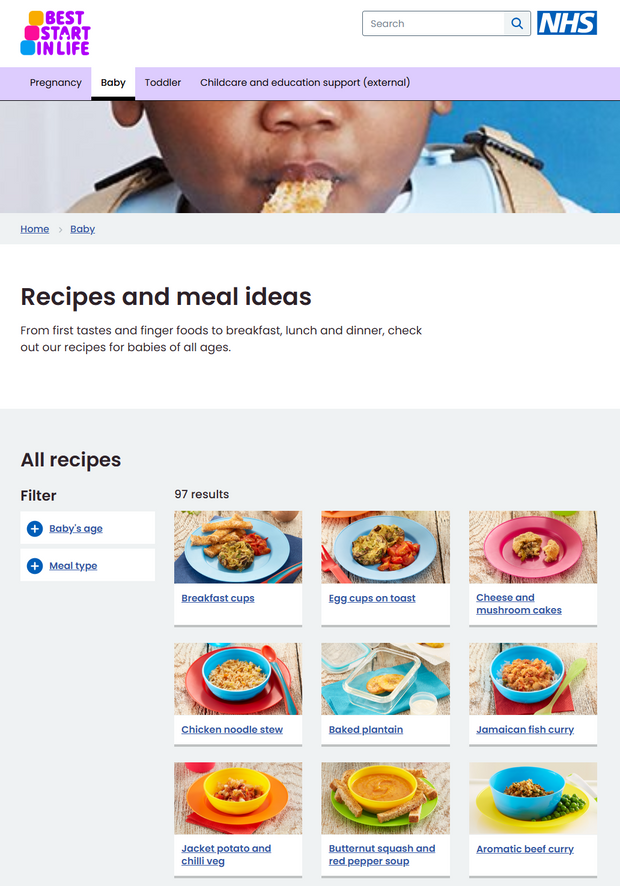 BEST
START
IN LIFE
Search
NHS
Pregnancy
Baby
Toddler
Childcare and education support (external)
Home
Baby
Recipes and meal ideas
From first tastes and finger foods to breakfast, lunch and dinner, check
out our recipes for babies of all ages.
All recipes
Filter
97 results
Baby's age
Meal type
Breakfast cups
Egg cups on toast
Cheese and
mushroom cakes
Chicken noodle stew
Baked plantain
Jamaican fish curry
Jacket potato and
chilli veg
Butternut squash and
red pepper soup
Aromatic beef curry